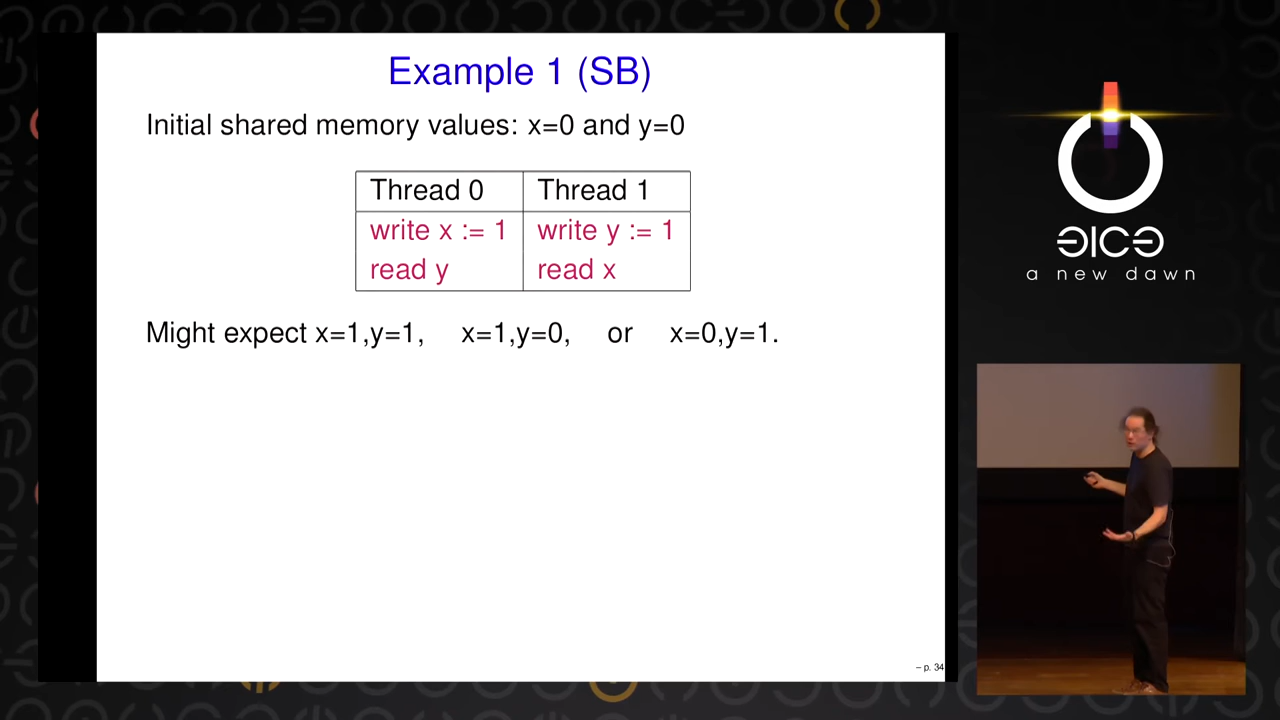 Example 1 (SB)
Initial shared memory values: x=0 and y=0
Thread 0 Thread 1
write x := 1 write y := 1
read y read x
Might expect x=1,y=1, x=1,y=0, or x=0,y=1.
– p. 34
31C3
a new dawn